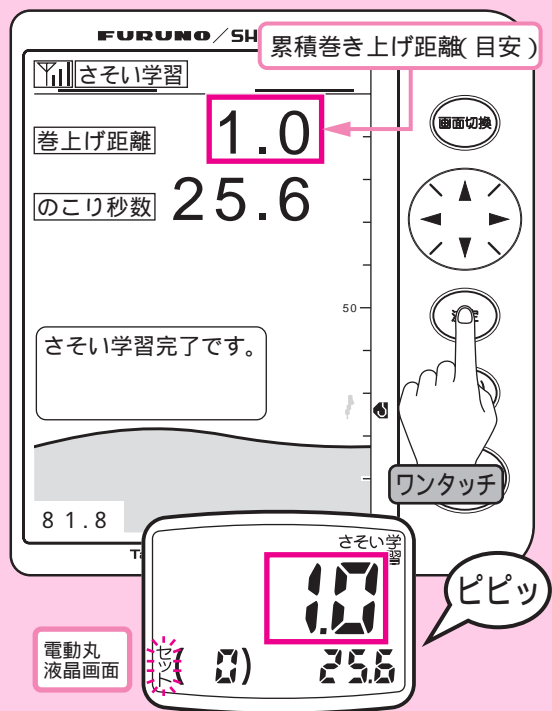 FURUNO/SH
累積巻き上げ距離(目安)
さそい学習
画面切換
巻上げ距離
1.0
のこり秒数
25.6
50
さそい学習完了です。
ワンタッチ
81.8
さそい学習
1.0
ピピッ
電動丸
液晶画面
セット
( 0)
25.6